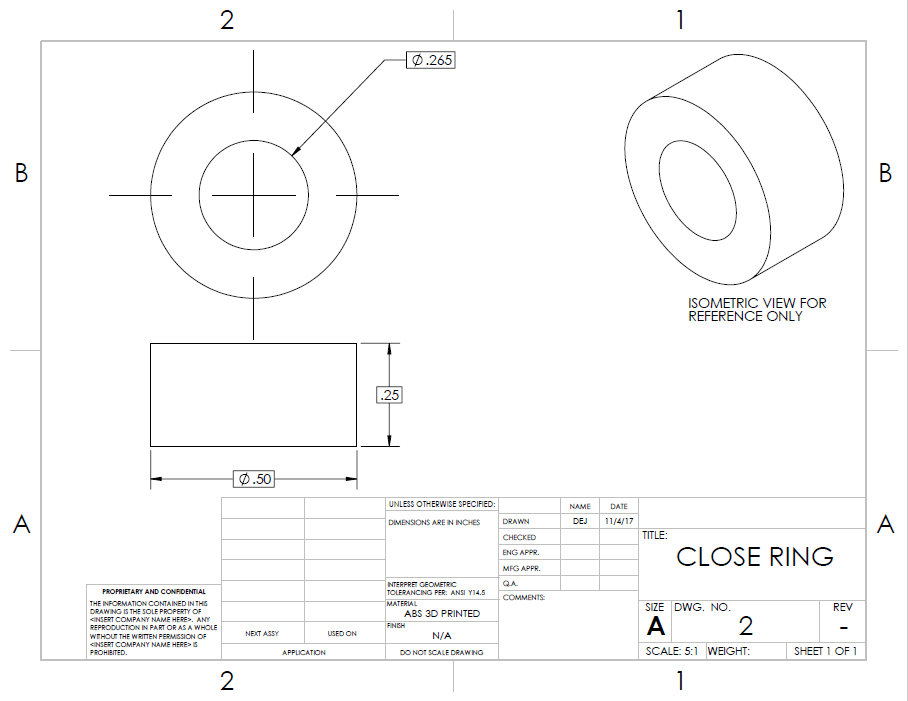 2
1
Ø .265
B
B
ISOMETRIC VIEW FOR
REFERENCE ONLY
.25
Ø .50
A
A
UNLESS OTHERWISE SPECIFIED:
DIMENSIONS ARE IN INCHES
INTERPRET GEOMETRIC
TOLERANCING PER: ANSI Y14.5
MATERIAL
ABS 3D PRINTED
FINISH
N/A
DO NOT SCALE DRAWING
NAME
DATE
DRAWN
DEJ
11/4/17
CHECKED
ENG APPR.
MFG APPR.
Q.A.
COMMENTS:
TITLE:
CLOSE RING
SIZE
A
DWG. NO.
2
REV
-
SCALE: 5:1
WEIGHT:
SHEET 1 OF 1
PROPRIETARY AND CONFIDENTIAL
THE INFORMATION CONTAINED IN THIS
DRAWING IS THE SOLE PROPERTY OF
<INSERT COMPANY NAME HERE>. ANY
REPRODUCTION IN PART OR AS A WHOLE
WITHOUT THE WRITTEN PERMISSION OF
<INSERT COMPANY NAME HERE> IS
PROHIBITED.
NEXT ASSY
USED ON
APPLICATION
2
1